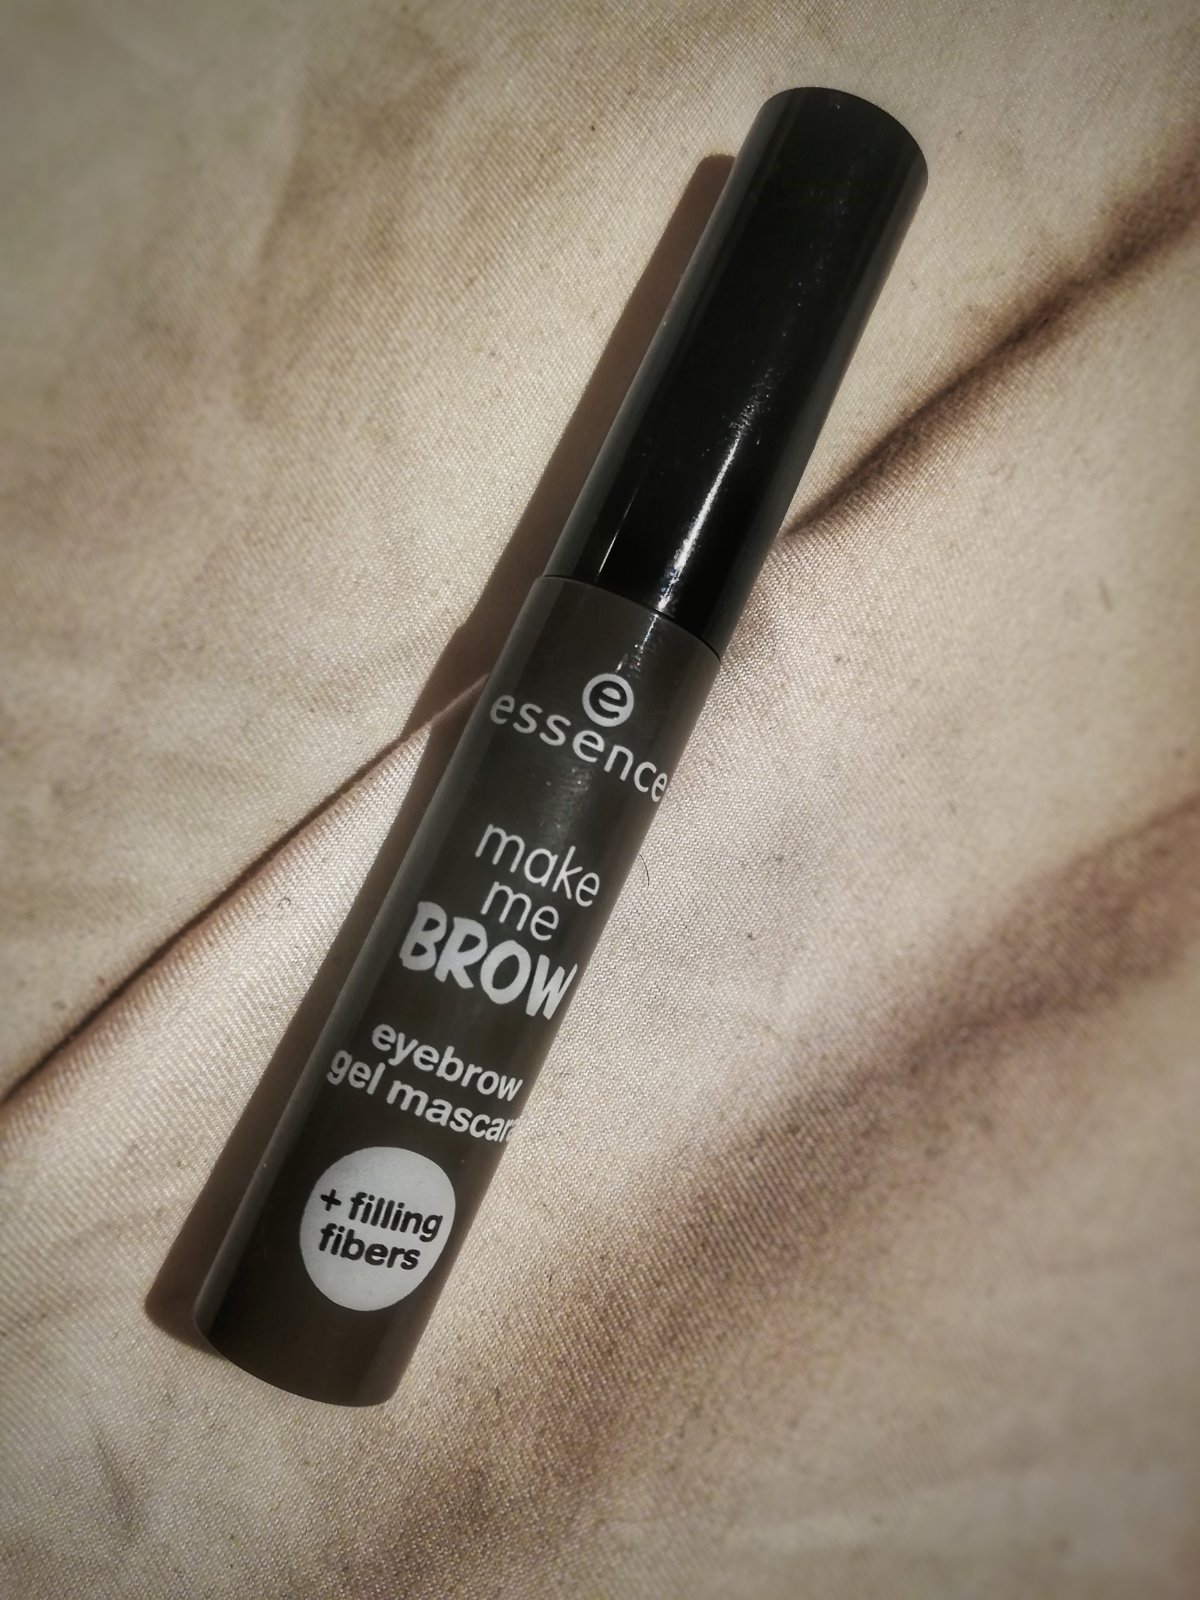 e
essence
make
me
BROW
eyebrow
gel mascara
+ filling
fibers